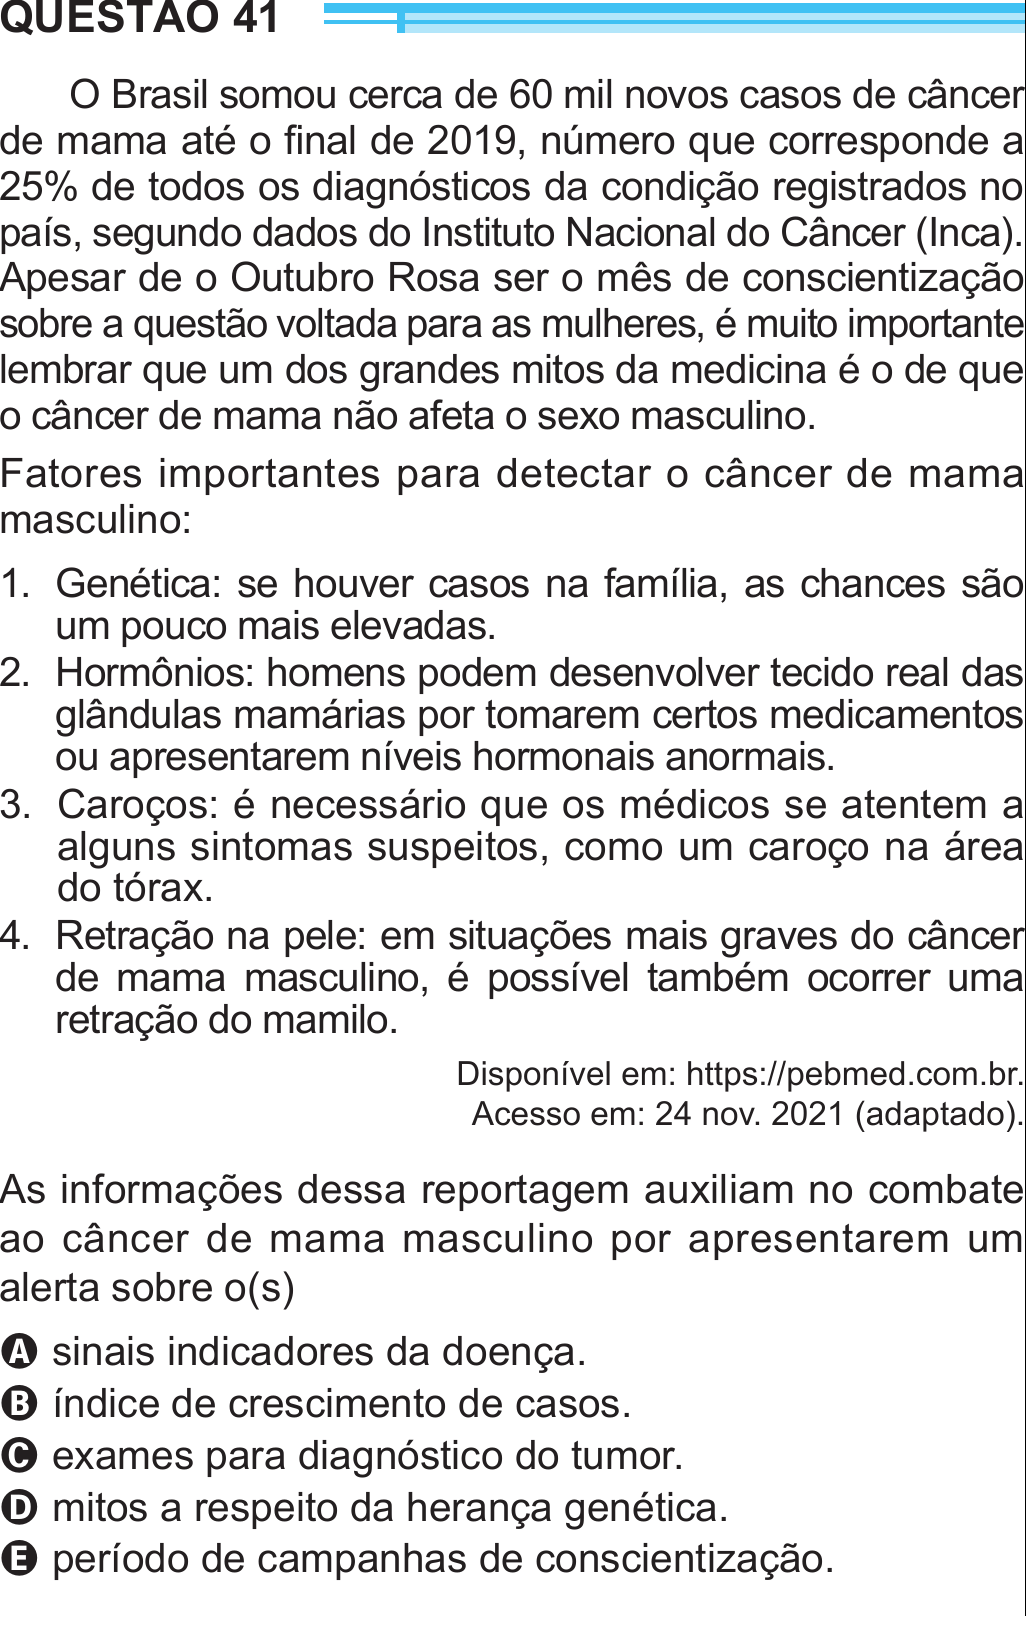 QUESTÃO 41
O Brasil somou cerca de 60 mil novos casos de câncer
de mama até o final de 2019, número que corresponde a
25% de todos os diagnósticos da condição registrados no
país, segundo dados do Instituto Nacional do Câncer (Inca).
Apesar de o Outubro Rosa ser o mês de conscientização
sobre a questão voltada para as mulheres, é muito importante
lembrar que um dos grandes mitos da medicina é o de que
o câncer de mama não afeta o sexo masculino.
Fatores importantes para detectar o câncer de mama
masculino:
1. Genética: se houver casos na família, as chances são
um pouco mais elevadas.
2. Hormônios: homens podem desenvolver tecido real das
glândulas mamárias por tomarem certos medicamentos
ou apresentarem níveis hormonais anormais.
3. Caroços: é necessário que os médicos se atentem a
alguns sintomas suspeitos, como um caroço na área
do tórax.
4. Retração na pele: em situações mais graves do câncer
de mama masculino, é possível também ocorrer uma
retração do mamilo.
Disponível em: https://pebmed.com.br.
Acesso em: 24 nov. 2021 (adaptado).
As informações dessa reportagem auxiliam no combate
ao câncer de mama masculino por apresentarem um
alerta sobre o(s)
A sinais indicadores da doença.
B índice de crescimento de casos.
C exames para diagnóstico do tumor.
D mitos a respeito da herança genética.
E período de campanhas de conscientização.